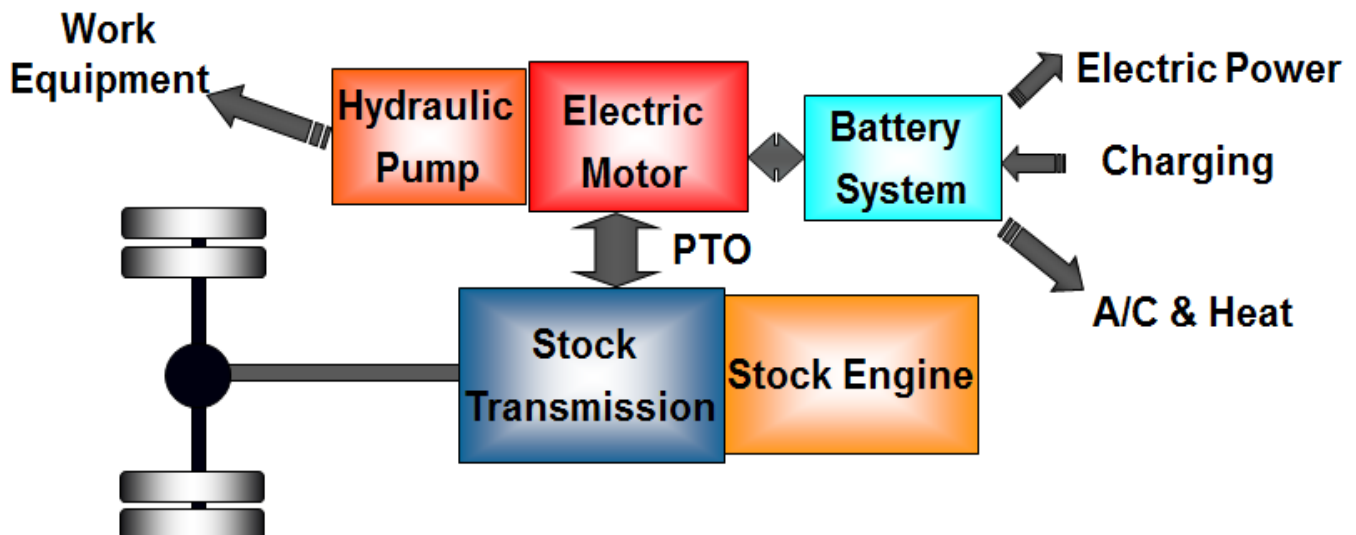 Work
Equipment
Hydraulic
Pump
Electric
Motor
Battery
System
Electric Power
Charging
A/C & Heat
PTO
Stock
Transmission
Stock Engine